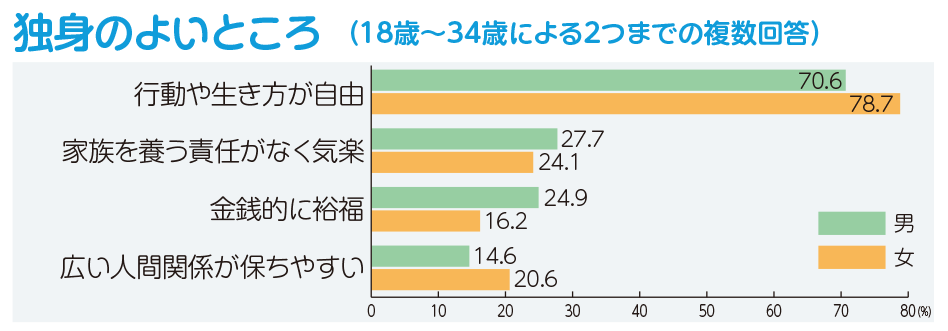 独身のよいところ （18歳～34歳による2つまでの複数回答）
行動や生き方が自由 70.6
78.7
家族を養う責任がなく気楽 27.7
24.1
金銭的に裕福 24.9
16.2
広い人間関係が保ちやすい 14.6
20.6
男
女
0 10 20 30 40 50 60 70 80(%)